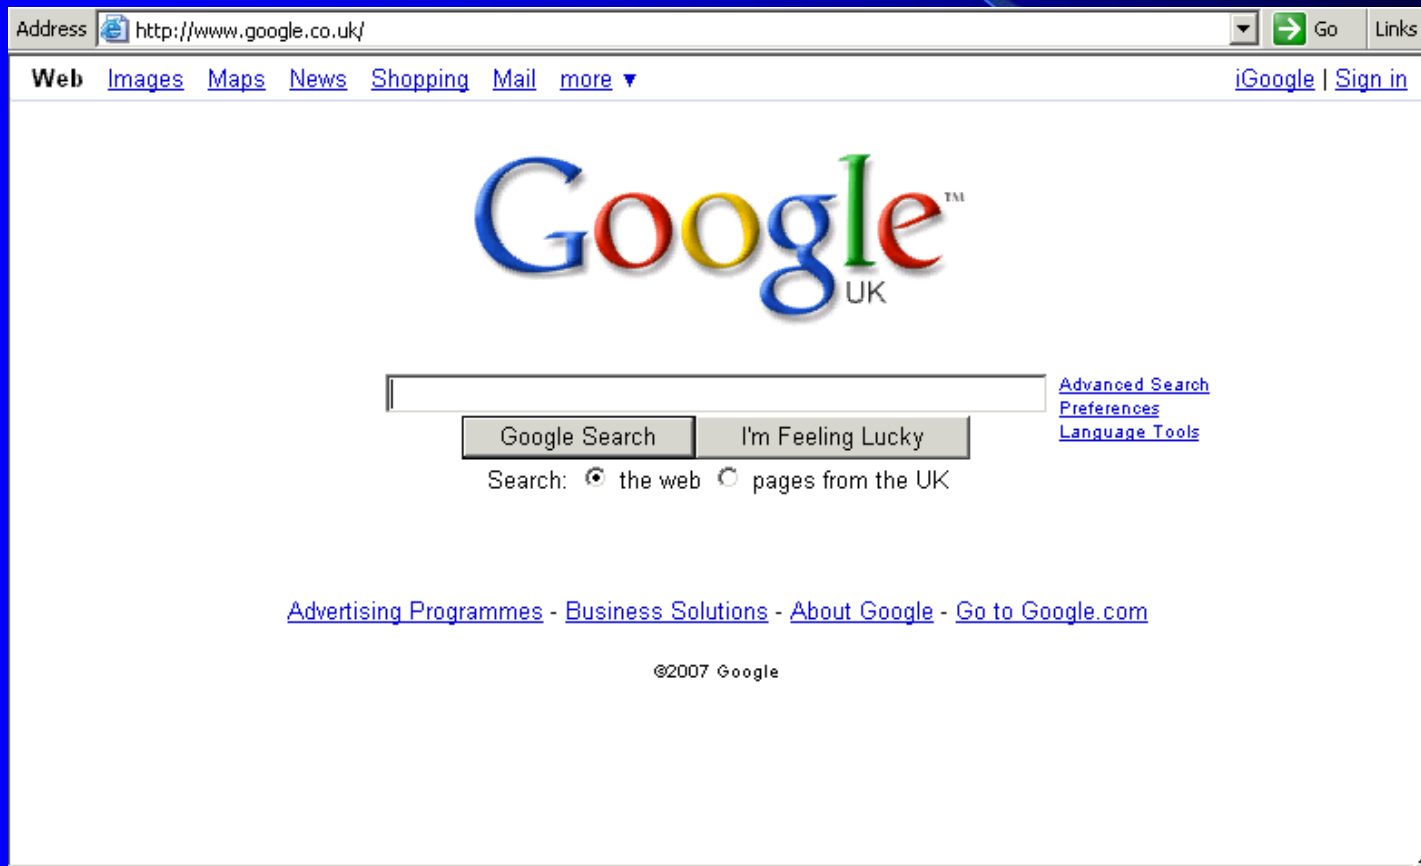 Address http://www.google.co.uk/ Go Links
Web Images Maps News Shopping Mail more ▼ iGoogle | Sign in
Google™
UK
Advanced Search
Preferences
Language Tools
Google Search I'm Feeling Lucky
Search: the web pages from the UK
Advertising Programmes - Business Solutions - About Google - Go to Google.com
©2007 Google